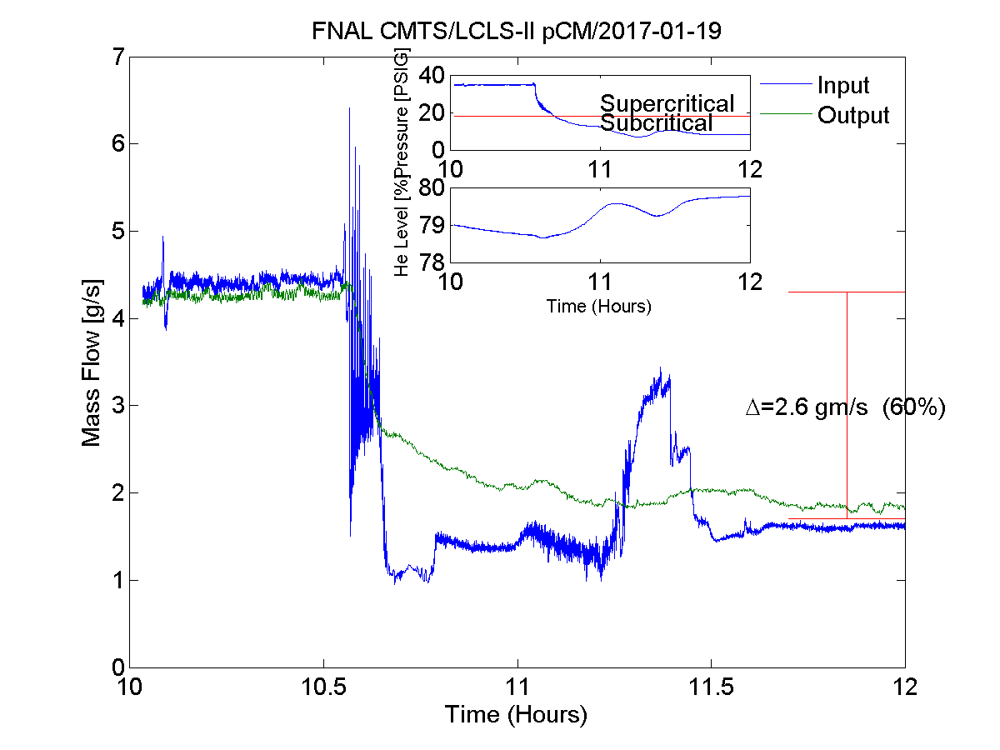 FNAL CMTS/LCLS-II pCM/2017-01-19
7
6
5
4
3
2
1
0
Mass Flow [g/s]
10
10.5
11
11.5
12
Time (Hours)
Pressure [PSIG]
40
20
0
Supercritical
Subcritical
10
11
12
He Level [%
80
79
78
10
11
12
Time (Hours)
Input
Output
Δ=2.6 gm/s (60%)